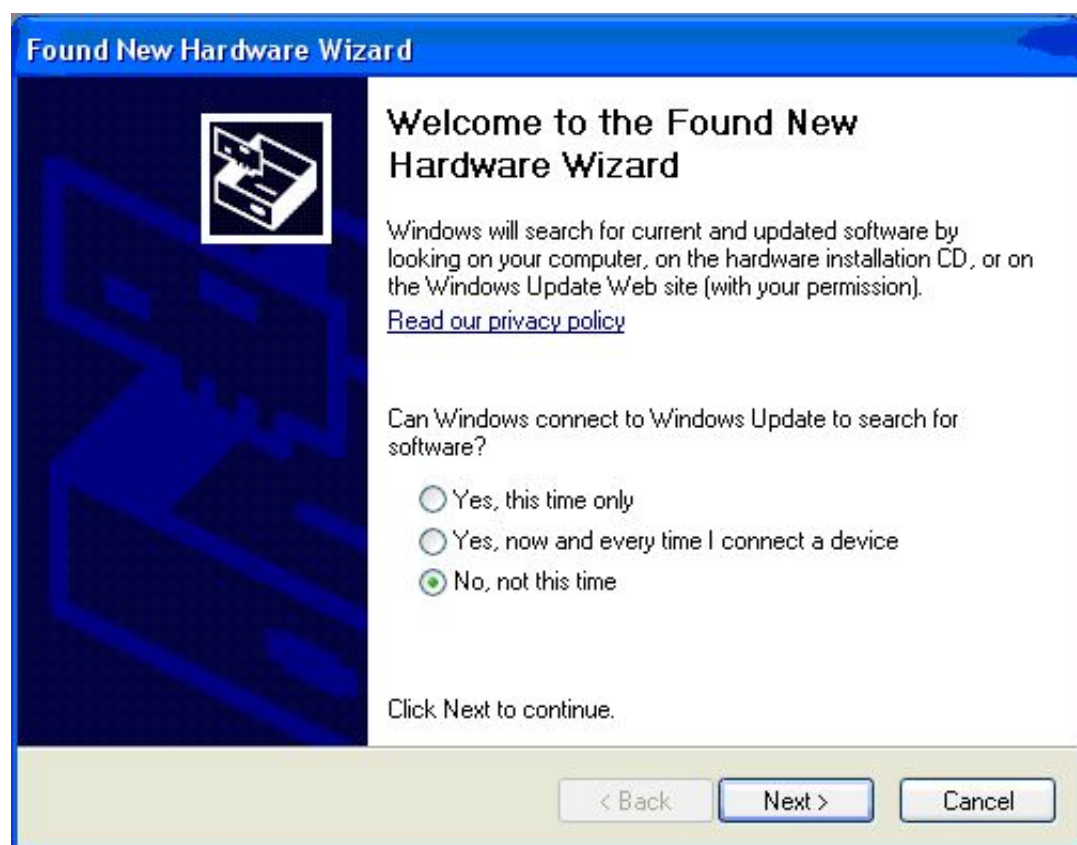 Found New Hardware Wizard
Welcome to the Found New
Hardware Wizard
Windows will search for current and updated software by
looking on your computer, on the hardware installation CD, or on
the Windows Update Web site (with your permission).
Read our privacy policy
Can Windows connect to Windows Update to search for
software?
Yes, this time only
Yes, now and every time I connect a device
No, not this time
Click Next to continue.
< Back Next > Cancel